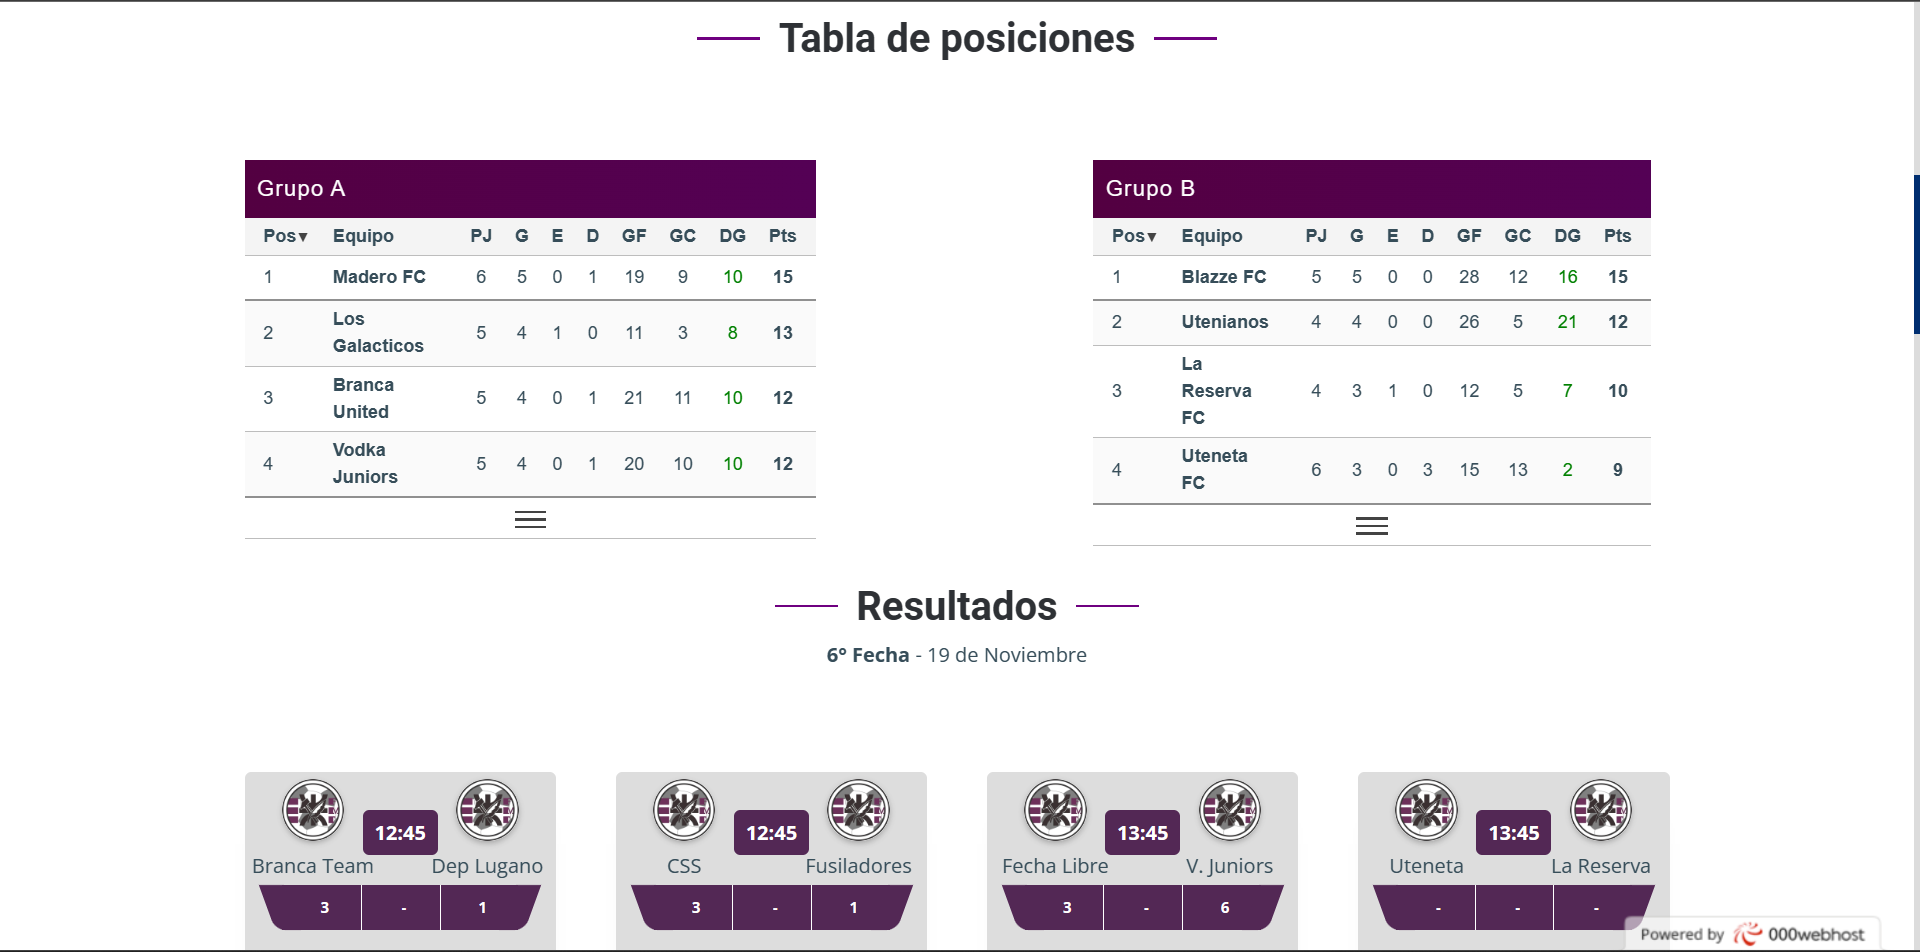 Tabla de posiciones
Grupo A
Pos▼ Equipo PJ G E D GF GC DG Pts
1 Madero FC 6 5 0 1 19 9 10 15
2 Los Galacticos 5 4 1 0 11 3 8 13
3 Branca United 5 4 0 1 21 11 10 12
4 Vodka Juniors 5 4 0 1 20 10 10 12
Grupo B
Pos▼ Equipo PJ G E D GF GC DG Pts
1 Blazze FC 5 5 0 0 28 12 16 15
2 Utenianos 4 4 0 0 26 5 21 12
3 La Reserva FC 4 3 1 0 12 5 7 10
4 Uteneta FC 6 3 0 3 15 13 2 9
Resultados
6° Fecha - 19 de Noviembre
12:45
Branca Team Dep Lugano
3 - 1
12:45
CSS Fusiladores
3 - 1
13:45
Fecha Libre V. Juniors
3 - 6
13:45
Uteneta La Reserva
- - -
Powered by 000webhost